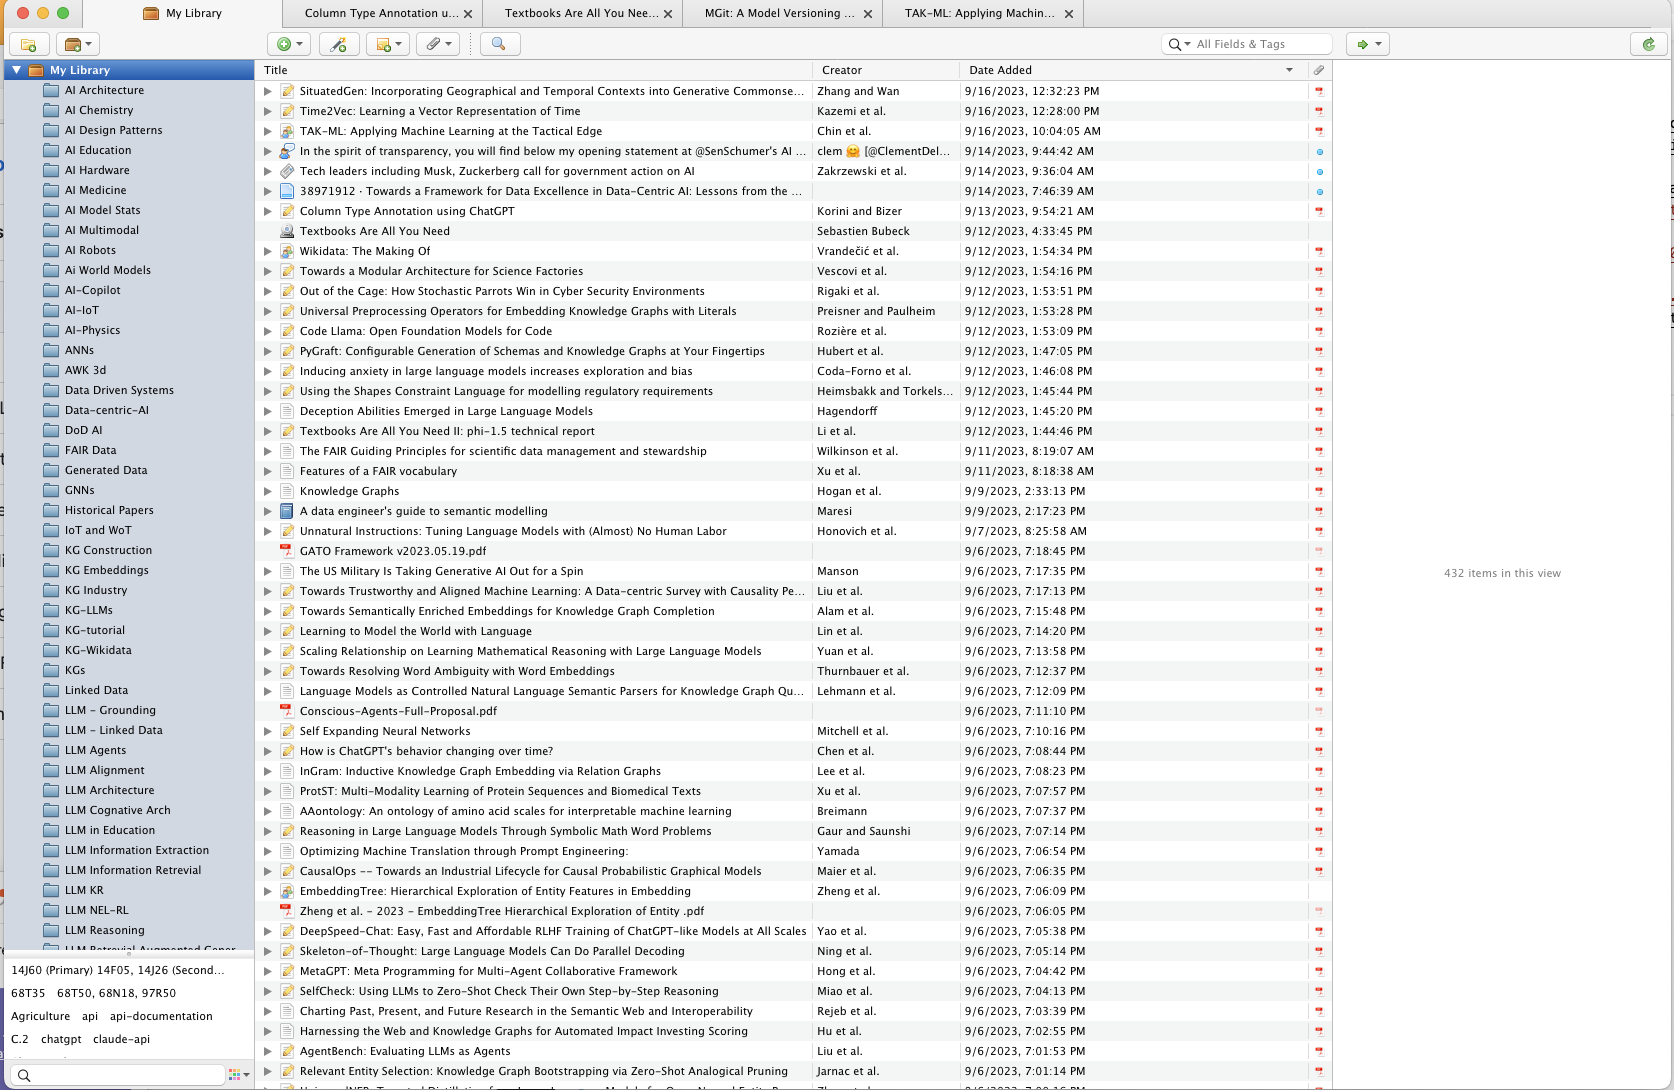 My Library
Column Type Annotation u...
Textbooks Are All You Nee...
MGit: A Model Versioning ...
TAK-ML: Applying Machin...
All Fields & Tags
My Library
AI Architecture
AI Chemistry
AI Design Patterns
AI Education
AI Hardware
AI Medicine
AI Model Stats
AI Multimodal
AI Robots
Ai World Models
AI-Copilot
AI-IoT
AI-Physics
ANNs
AWK 3d
Data Driven Systems
Data-centric-AI
DoD AI
FAIR Data
Generated Data
GNNs
Historical Papers
IoT and WoT
KG Construction
KG Embeddings
KG Industry
KG-LLMs
KG-tutorial
KG-Wikidata
KGs
Linked Data
LLM - Grounding
LLM - Linked Data
LLM Agents
LLM Alignment
LLM Architecture
LLM Cognitive Arch
LLM in Education
LLM Information Extraction
LLM Information Retrevial
LLM KR
LLM NEL-RL
LLM Reasoning
14J60 (Primary) 14F05, 14J26 (Second...
68T35 68T50, 68N18, 97R50
Agriculture api api-documentation
C.2 chatgpt claude-api
Title Creator Date Added
SituatedGen: Incorporating Geographical and Temporal Contexts into Generative Commonse... Zhang and Wan 9/16/2023, 12:32:23 PM
Time2Vec: Learning a Vector Representation of Time Kazemi et al. 9/16/2023, 12:28:00 PM
TAK-ML: Applying Machine Learning at the Tactical Edge Chin et al. 9/16/2023, 10:04:05 AM
In the spirit of transparency, you will find below my opening statement at @SenSchumer's AI ... clem 🤗 [@ClementDel... 9/14/2023, 9:44:42 AM
Tech leaders including Musk, Zuckerberg call for government action on AI Zakrzewski et al. 9/14/2023, 9:36:04 AM
38971912 · Towards a Framework for Data Excellence in Data-Centric AI: Lessons from the ... 9/14/2023, 7:46:39 AM
Column Type Annotation using ChatGPT Korini and Bizer 9/13/2023, 9:54:21 AM
Textbooks Are All You Need Sebastien Bubeck 9/12/2023, 4:33:45 PM
Wikidata: The Making Of Vrandečić et al. 9/12/2023, 1:54:34 PM
Towards a Modular Architecture for Science Factories Vescovi et al. 9/12/2023, 1:54:16 PM
Out of the Cage: How Stochastic Parrots Win in Cyber Security Environments Rigaki et al. 9/12/2023, 1:53:51 PM
Universal Preprocessing Operators for Embedding Knowledge Graphs with Literals Preisner and Paulheim 9/12/2023, 1:53:28 PM
Code Llama: Open Foundation Models for Code Rozière et al. 9/12/2023, 1:53:09 PM
PyGraft: Configurable Generation of Schemas and Knowledge Graphs at Your Fingertips Hubert et al. 9/12/2023, 1:47:05 PM
Inducing anxiety in large language models increases exploration and bias Coda-Forno et al. 9/12/2023, 1:46:08 PM
Using the Shapes Constraint Language for modelling regulatory requirements Heimsbakk and Torkels... 9/12/2023, 1:45:44 PM
Deception Abilities Emerged in Large Language Models Hagendorff 9/12/2023, 1:45:20 PM
Textbooks Are All You Need II: phi-1.5 technical report Li et al. 9/12/2023, 1:44:46 PM
The FAIR Guiding Principles for scientific data management and stewardship Wilkinson et al. 9/11/2023, 8:19:07 AM
Features of a FAIR vocabulary Xu et al. 9/11/2023, 8:18:38 AM
Knowledge Graphs Hogan et al. 9/9/2023, 2:33:13 PM
A data engineer's guide to semantic modelling Maresi 9/9/2023, 2:17:23 PM
Unnatural Instructions: Tuning Language Models with (Almost) No Human Labor Honovich et al. 9/7/2023, 8:25:58 AM
GATO Framework v2023.05.19.pdf 9/6/2023, 7:18:45 PM
The US Military Is Taking Generative AI Out for a Spin Manson 9/6/2023, 7:17:35 PM
Towards Trustworthy and Aligned Machine Learning: A Data-centric Survey with Causality Pe... Liu et al. 9/6/2023, 7:17:13 PM
Towards Semantically Enriched Embeddings for Knowledge Graph Completion Alam et al. 9/6/2023, 7:15:48 PM
Learning to Model the World with Language Lin et al. 9/6/2023, 7:14:20 PM
Scaling Relationship on Learning Mathematical Reasoning with Large Language Models Yuan et al. 9/6/2023, 7:13:58 PM
Towards Resolving Word Ambiguity with Word Embeddings Thurnbauer et al. 9/6/2023, 7:12:37 PM
Language Models as Controlled Natural Language Semantic Parsers for Knowledge Graph Qu... Lehmann et al. 9/6/2023, 7:12:09 PM
Conscious-Agents-Full-Proposal.pdf 9/6/2023, 7:11:10 PM
Self Expanding Neural Networks Mitchell et al. 9/6/2023, 7:10:16 PM
How is ChatGPT's behavior changing over time? Chen et al. 9/6/2023, 7:08:44 PM
InGram: Inductive Knowledge Graph Embedding via Relation Graphs Lee et al. 9/6/2023, 7:08:23 PM
ProtST: Multi-Modality Learning of Protein Sequences and Biomedical Texts Xu et al. 9/6/2023, 7:07:57 PM
AAontology: An ontology of amino acid scales for interpretable machine learning Breimann 9/6/2023, 7:07:37 PM
Reasoning in Large Language Models Through Symbolic Math Word Problems Gaur and Saunshi 9/6/2023, 7:07:14 PM
Optimizing Machine Translation through Prompt Engineering: Yamada 9/6/2023, 7:06:54 PM
CausalOps -- Towards an Industrial Lifecycle for Causal Probabilistic Graphical Models Maier et al. 9/6/2023, 7:06:35 PM
EmbeddingTree: Hierarchical Exploration of Entity Features in Embedding Zheng et al. 9/6/2023, 7:06:09 PM
Zheng et al. - 2023 - EmbeddingTree Hierarchical Exploration of Entity .pdf 9/6/2023, 7:06:05 PM
DeepSpeed-Chat: Easy, Fast and Affordable RLHF Training of ChatGPT-like Models at All Scales Yao et al. 9/6/2023, 7:05:38 PM
Skeleton-of-Thought: Large Language Models Can Do Parallel Decoding Ning et al. 9/6/2023, 7:05:14 PM
MetaGPT: Meta Programming for Multi-Agent Collaborative Framework Hong et al. 9/6/2023, 7:04:42 PM
SelfCheck: Using LLMs to Zero-Shot Check Their Own Step-by-Step Reasoning Miao et al. 9/6/2023, 7:04:13 PM
Charting Past, Present, and Future Research in the Semantic Web and Interoperability Rejeb et al. 9/6/2023, 7:03:39 PM
Harnessing the Web and Knowledge Graphs for Automated Impact Investing Scoring Hu et al. 9/6/2023, 7:02:55 PM
AgentBench: Evaluating LLMs as Agents Liu et al. 9/6/2023, 7:01:53 PM
Relevant Entity Selection: Knowledge Graph Bootstrapping via Zero-Shot Analogical Pruning Jarnac et al. 9/6/2023, 7:01:14 PM
432 items in this view